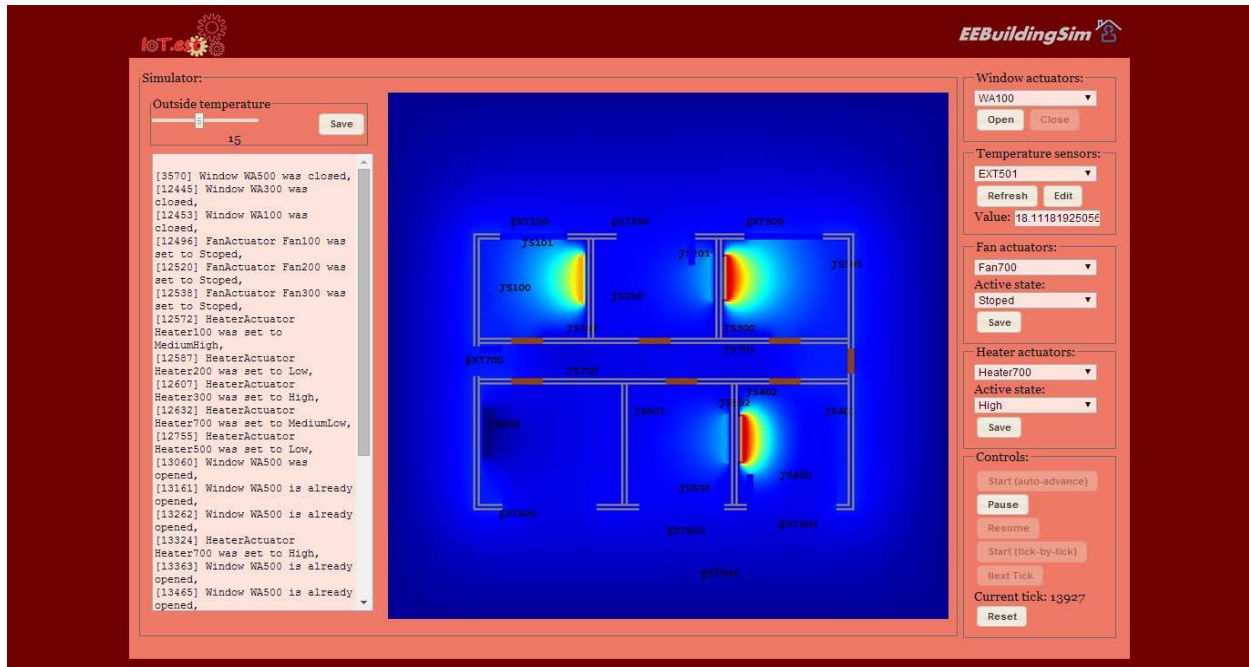 IoT.est
EEBuildingSim
Simulator:
Outside temperature
Save
15
[3570] Window WA500 was closed,
[12445] Window WA300 was
closed,
[12453] Window WA100 was
closed,
[12496] FanActuator Fan100 was
set to Stoped,
[12520] FanActuator Fan200 was
set to Stoped,
[12538] FanActuator Fan300 was
set to Stoped,
[12572] HeaterActuator
Heater100 was set to
MediumHigh,
[12587] HeaterActuator
Heater200 was set to Low,
[12607] HeaterActuator
Heater300 was set to High,
[12632] HeaterActuator
Heater700 was set to MediumLow,
[12755] HeaterActuator
Heater500 was set to Low,
[13060] Window WA500 was
opened,
[13161] Window WA500 is already
opened,
[13262] Window WA500 is already
opened,
[13324] HeaterActuator
Heater700 was set to High,
[13363] Window WA500 is already
opened,
[13465] Window WA500 is already
opened,
EXT100
EXT200
EXT300
TS101
TS201
TS100
TS200
TS300
EXT700
TS701
TS700
TS402
TS500
TS400
EXT600
EXT500
EXT402
EXT501
Window actuators:
WA100
Open
Close
Temperature sensors:
EXT501
Refresh
Edit
Value: 18.11181925056
Fan actuators:
Fan700
Active state:
Stoped
Save
Heater actuators:
Heater700
Active state:
High
Save
Controls:
Start (auto-advance)
Pause
Resume
Start (tick-by-tick)
Next Tick
Current tick: 13927
Reset